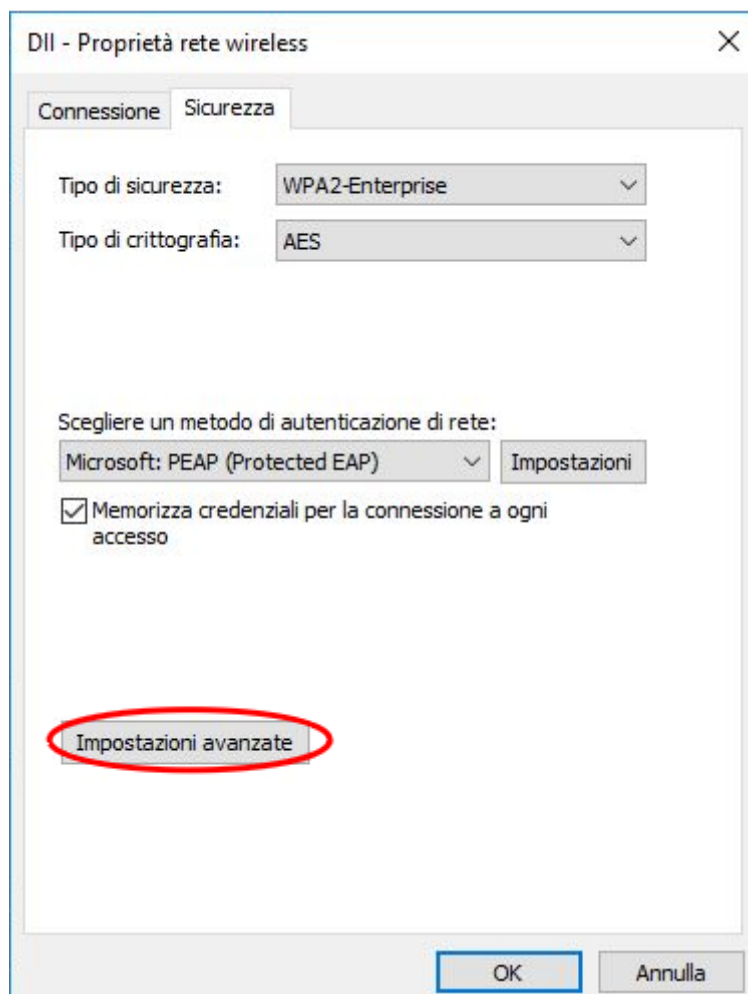 DII - Proprietà rete wireless
Connessione Sicurezza
Tipo di sicurezza: WPA2-Enterprise
Tipo di crittografia: AES
Scegliere un metodo di autenticazione di rete:
Microsoft: PEAP (Protected EAP) Impostazioni
Memorizza credenziali per la connessione a ogni
accesso
Impostazioni avanzate
OK Annulla